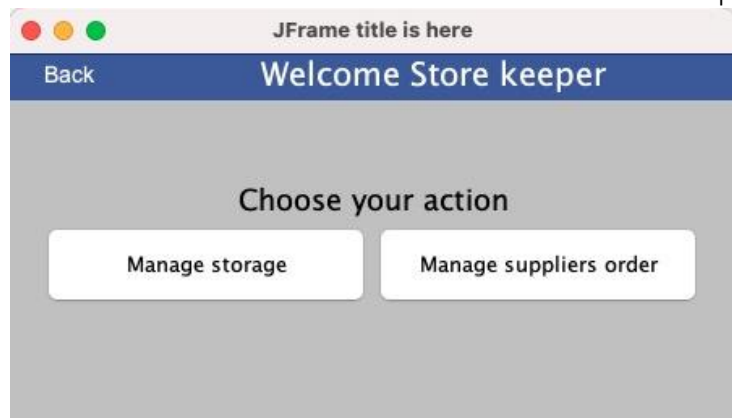 JFrame title is here
Back Welcome Store keeper
Choose your action
Manage storage Manage suppliers order